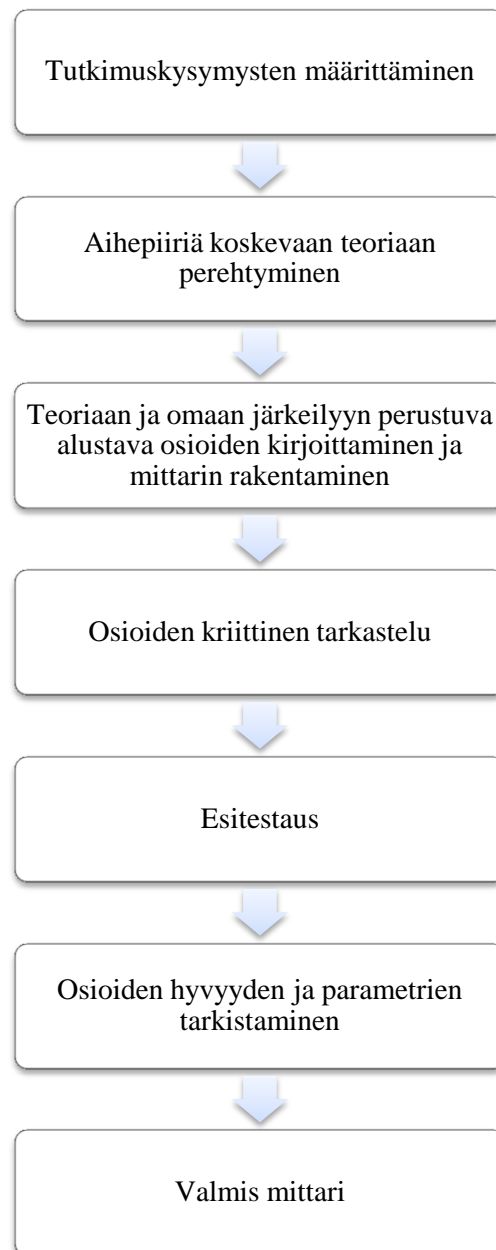 Tutkimuskysymysten määrittäminen
Aihepiiriä koskevaan teoriaan
perehtyminen
Teoriaan ja omaan järkeilyyn perustuva
alustava osioiden kirjoittaminen ja
mittarin rakentaminen
Osioiden kriittinen tarkastelu
Esitestaus
Osioiden hyvyyden ja parametrien
tarkistaminen
Valmis mittari